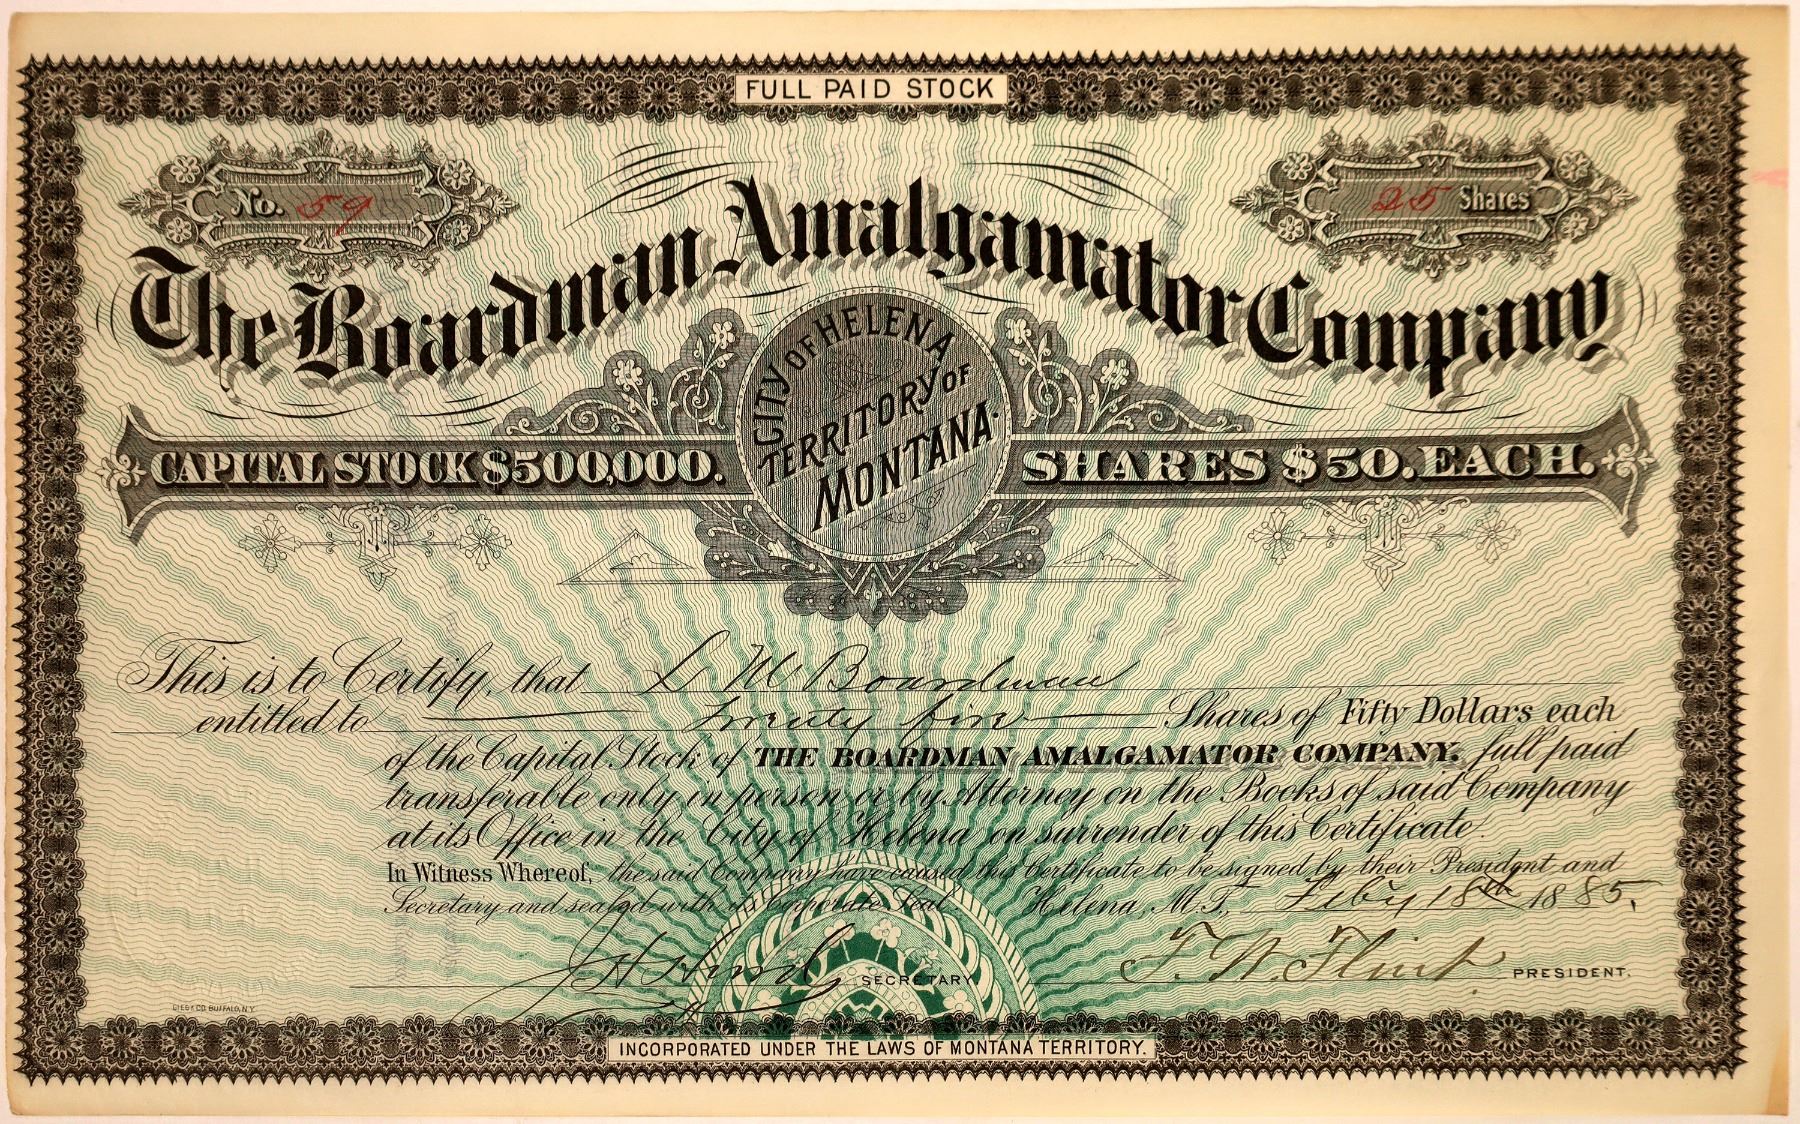 FULL PAID STOCK
No. 59
25 Shares
The Boardman Amalgamator Company
CITY OF HELENA
TERRITORY OF
MONTANA.
CAPITAL STOCK $500,000. SHARES $50. EACH.
This is to Certify, that L W Boardman
entitled to twenty five Shares of Fifty Dollars each
of the Capital Stock of THE BOARDMAN AMALGAMATOR COMPANY. full paid
transferable only in person or by Attorney on the Books of said Company
at its Office in the City of Helena on surrender of this Certificate.
In Witness Whereof, the said Company have caused this Certificate to be signed by their President and
Secretary and sealed with its Corporate Seal Helena, M.T., Feby 18th 1885.
SECRETARY
F. W. Flint PRESIDENT.
GIES & CO. BUFFALO, N.Y.
INCORPORATED UNDER THE LAWS OF MONTANA TERRITORY.